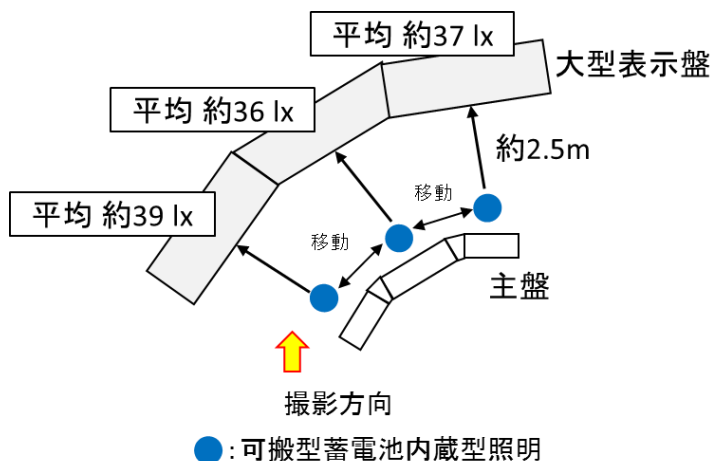 平均 約37 lx
大型表示盤
平均 約36 lx
約2.5m
移動
平均 約39 lx
移動
主盤
撮影方向
:可搬型蓄電池内蔵型照明